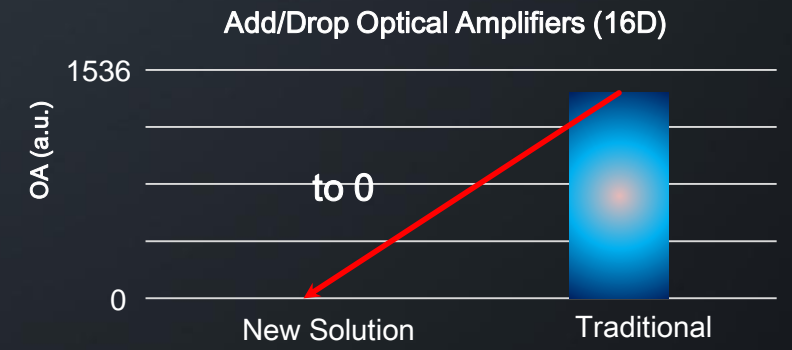 Add/Drop Optical Amplifiers (16D)
1536
OA (a.u.)
to 0
0
New Solution
Traditional